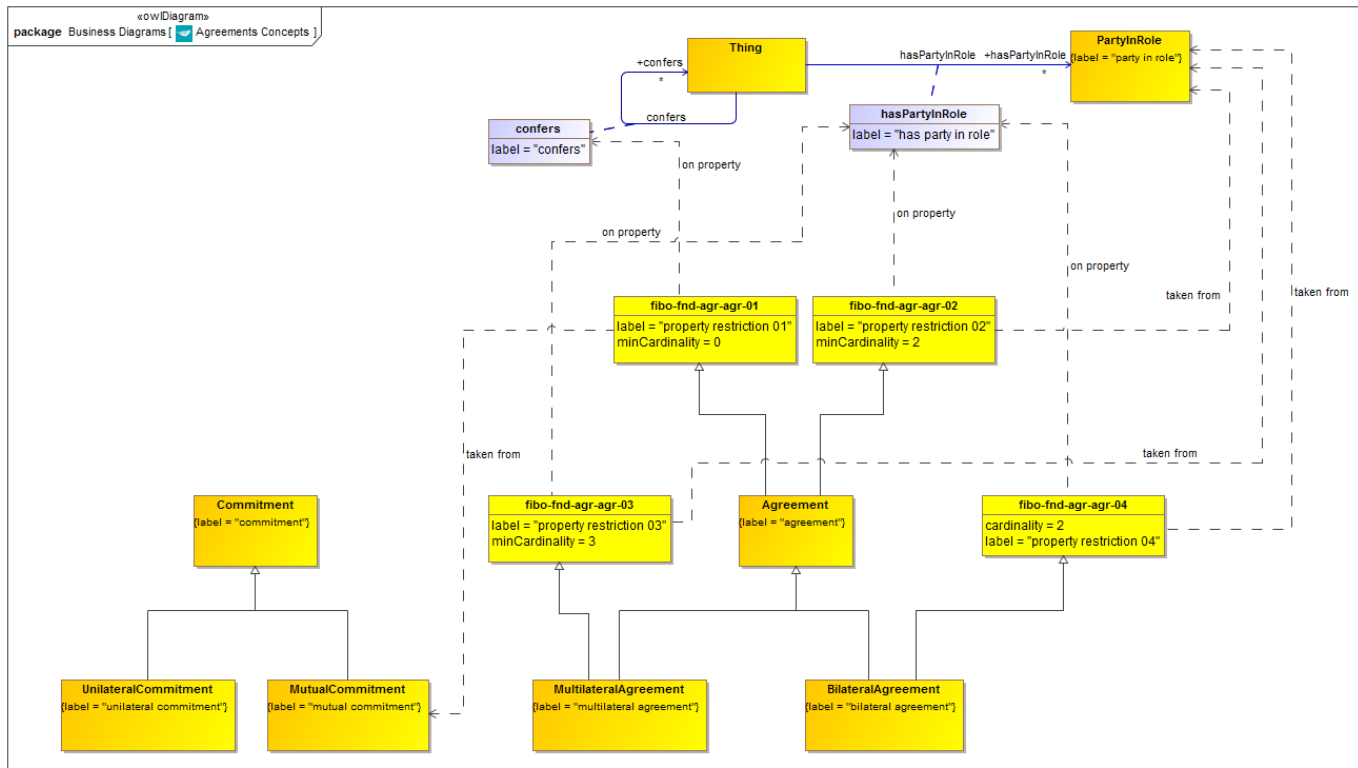 «owlDiagram»
package Business Diagrams [ Agreements Concepts ]
Thing
PartyInRole
{label = "party in role"}
+confers
*
confers
hasPartyInRole
+hasPartyInRole
*
confers
label = "confers"
hasPartyInRole
label = "has party in role"
on property
on property
on property
on property
taken from
taken from
fibo-fnd-agr-agr-01
label = "property restriction 01"
minCardinality = 0
fibo-fnd-agr-agr-02
label = "property restriction 02"
minCardinality = 2
taken from
taken from
Commitment
{label = "commitment"}
fibo-fnd-agr-agr-03
label = "property restriction 03"
minCardinality = 3
Agreement
{label = "agreement"}
fibo-fnd-agr-agr-04
cardinality = 2
label = "property restriction 04"
UnilateralCommitment
{label = "unilateral commitment"}
MutualCommitment
{label = "mutual commitment"}
MultilateralAgreement
{label = "multilateral agreement"}
BilateralAgreement
{label = "bilateral agreement"}